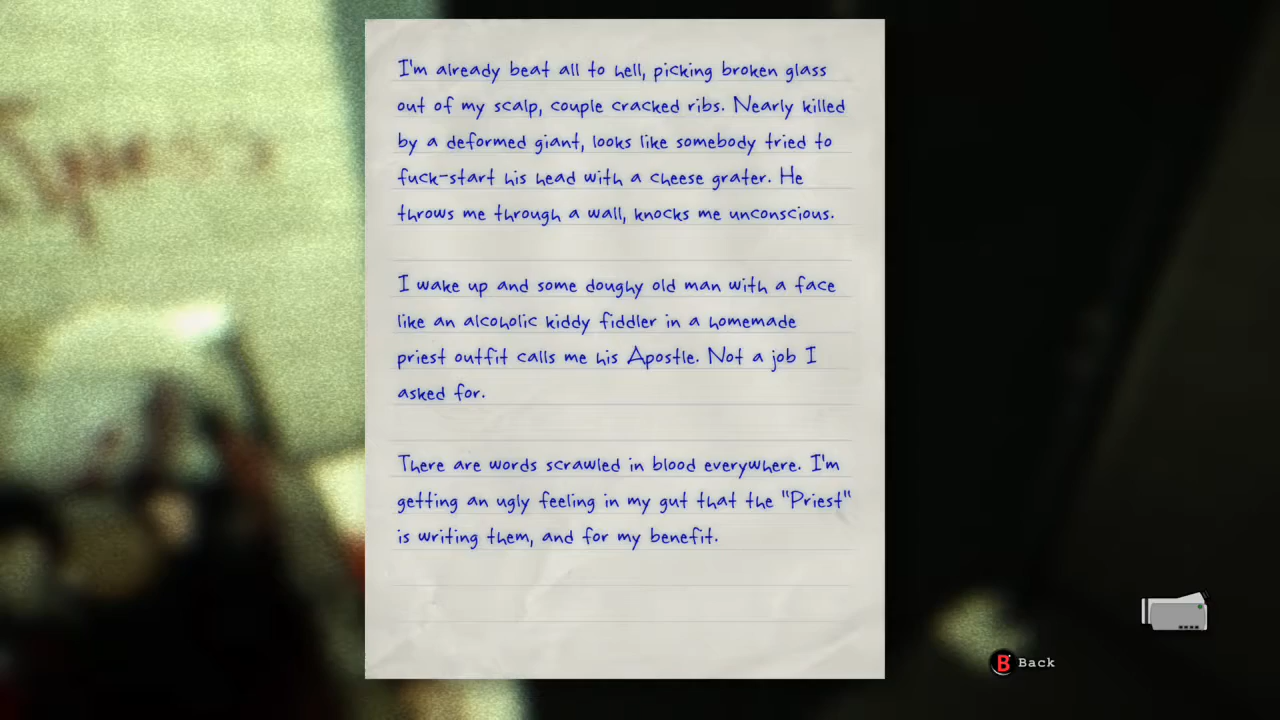 I'm already beat all to hell, picking broken glass
out of my scalp, couple cracked ribs. Nearly killed
by a deformed giant, looks like somebody tried to
fuck-start his head with a cheese grater. He
throws me through a wall, knocks me unconscious.
I wake up and some doughy old man with a face
like an alcoholic kiddy fiddler in a homemade
priest outfit calls me his Apostle. Not a job I
asked for.
There are words scrawled in blood everywhere. I'm
getting an ugly feeling in my gut that the "Priest"
is writing them, and for my benefit.
B Back